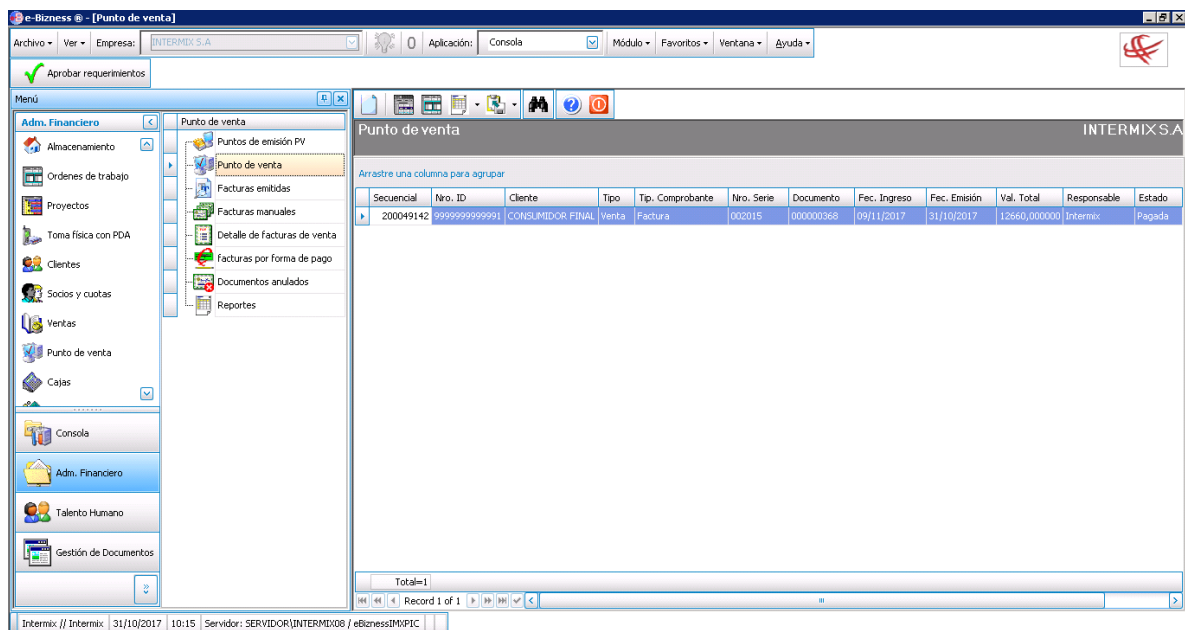 e-Bizness ® - [Punto de venta]
Archivo Ver Empresa: INTERMIX S.A 0 Aplicación: Consola Módulo Favoritos Ventana Ayuda
Aprobar requerimientos
Menú
Adm. Financiero
Almacenamiento
Ordenes de trabajo
Proyectos
Toma física con PDA
Clientes
Socios y cuotas
Ventas
Punto de venta
Cajas
Consola
Adm. Financiero
Talento Humano
Gestión de Documentos
Punto de venta
Puntos de emisión PV
Punto de venta
Facturas emitidas
Facturas manuales
Detalle de facturas de venta
facturas por forma de pago
Documentos anulados
Reportes
Punto de venta INTERMIX S.A
Arrastre una columna para agrupar
Secuencial Nro. ID Cliente Tipo Tip. Comprobante Nro. Serie Documento Fec. Ingreso Fec. Emisión Val. Total Responsable Estado
200049142 9999999999991 CONSUMIDOR FINAL Venta Factura 002015 000000368 09/11/2017 31/10/2017 12660,000000 Intermix Pagada
Total=1
Record 1 of 1
Intermix // Intermix 31/10/2017 10:15 Servidor: SERVIDOR\INTERMIX08 / eBiznessIMXPIC